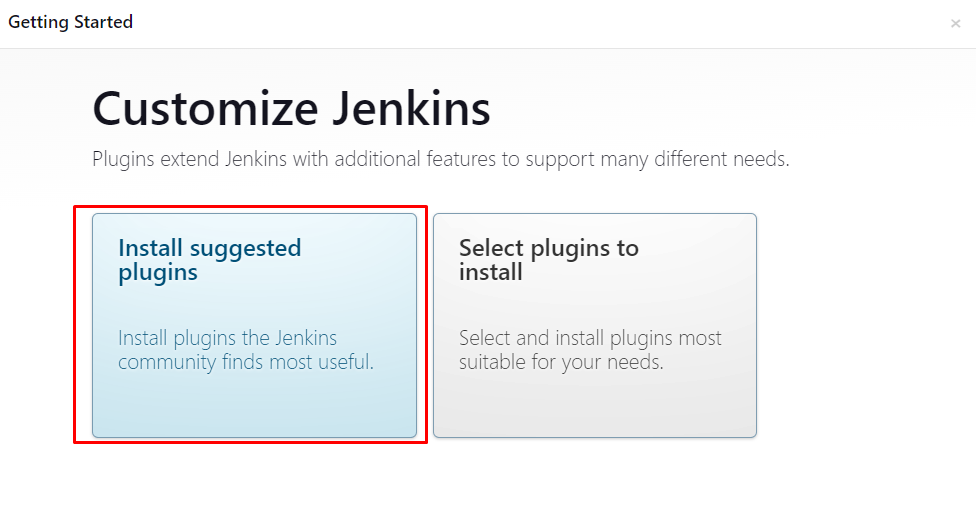 Getting Started
×
Customize Jenkins
Plugins extend Jenkins with additional features to support many different needs.
Install suggested
plugins
Install plugins the Jenkins
community finds most useful.
Select plugins to
install
Select and install plugins most
suitable for your needs.